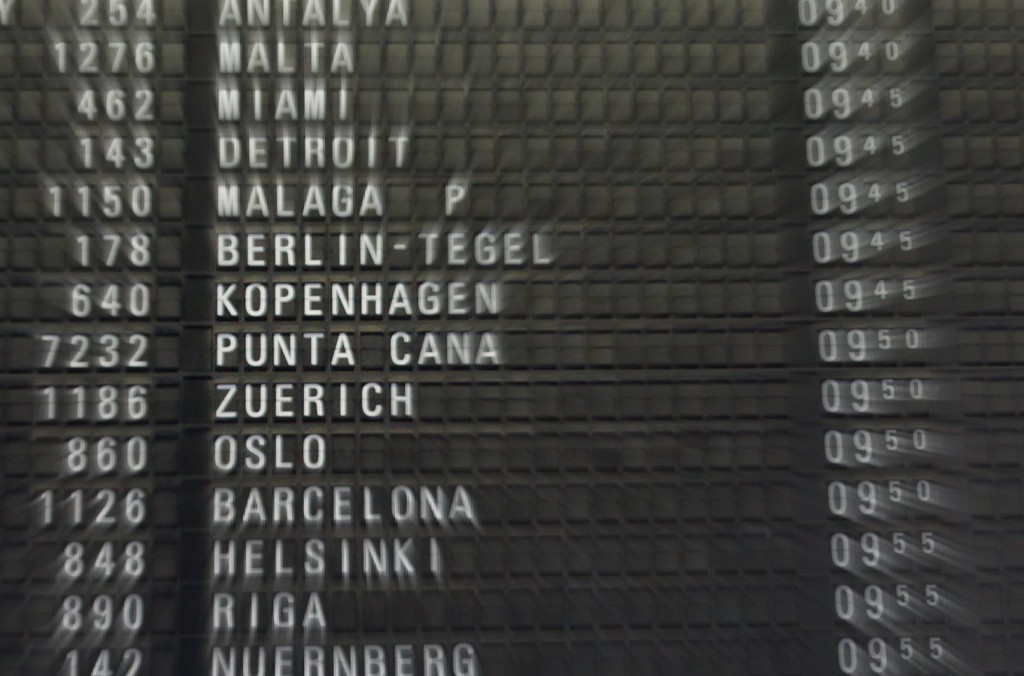 Y 254 ANTALYA 0940
1276 MALTA 0940
462 MIAMI 0945
143 DETROIT 0945
1150 MALAGA P 0945
178 BERLIN-TEGEL 0945
640 KOPENHAGEN 0945
7232 PUNTA CANA 0950
1186 ZUERICH 0950
860 OSLO 0950
1126 BARCELONA 0950
848 HELSINKI 0955
890 RIGA 0955
142 NUERNBERG 0955